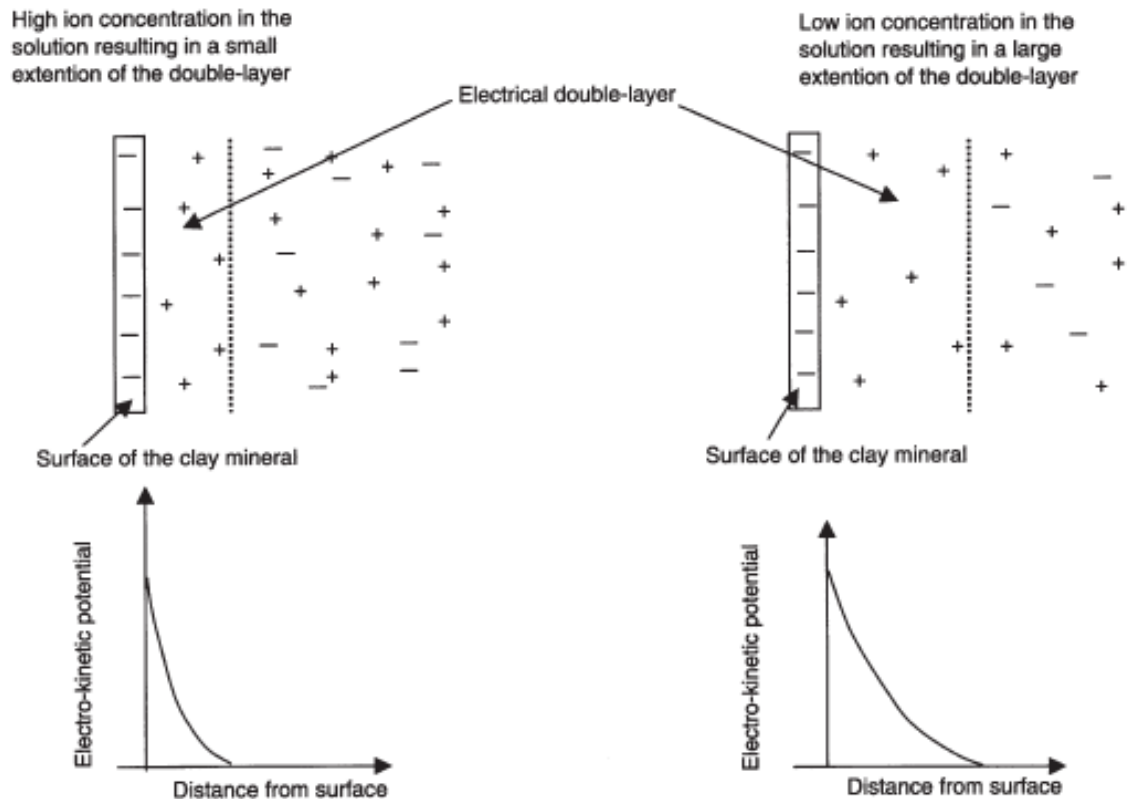 High ion concentration in the
solution resulting in a small
extention of the double-layer
Low ion concentration in the
solution resulting in a large
extention of the double-layer
Electrical double-layer
Surface of the clay mineral
Surface of the clay mineral
Electro-kinetic potential
Distance from surface
Electro-kinetic potential
Distance from surface